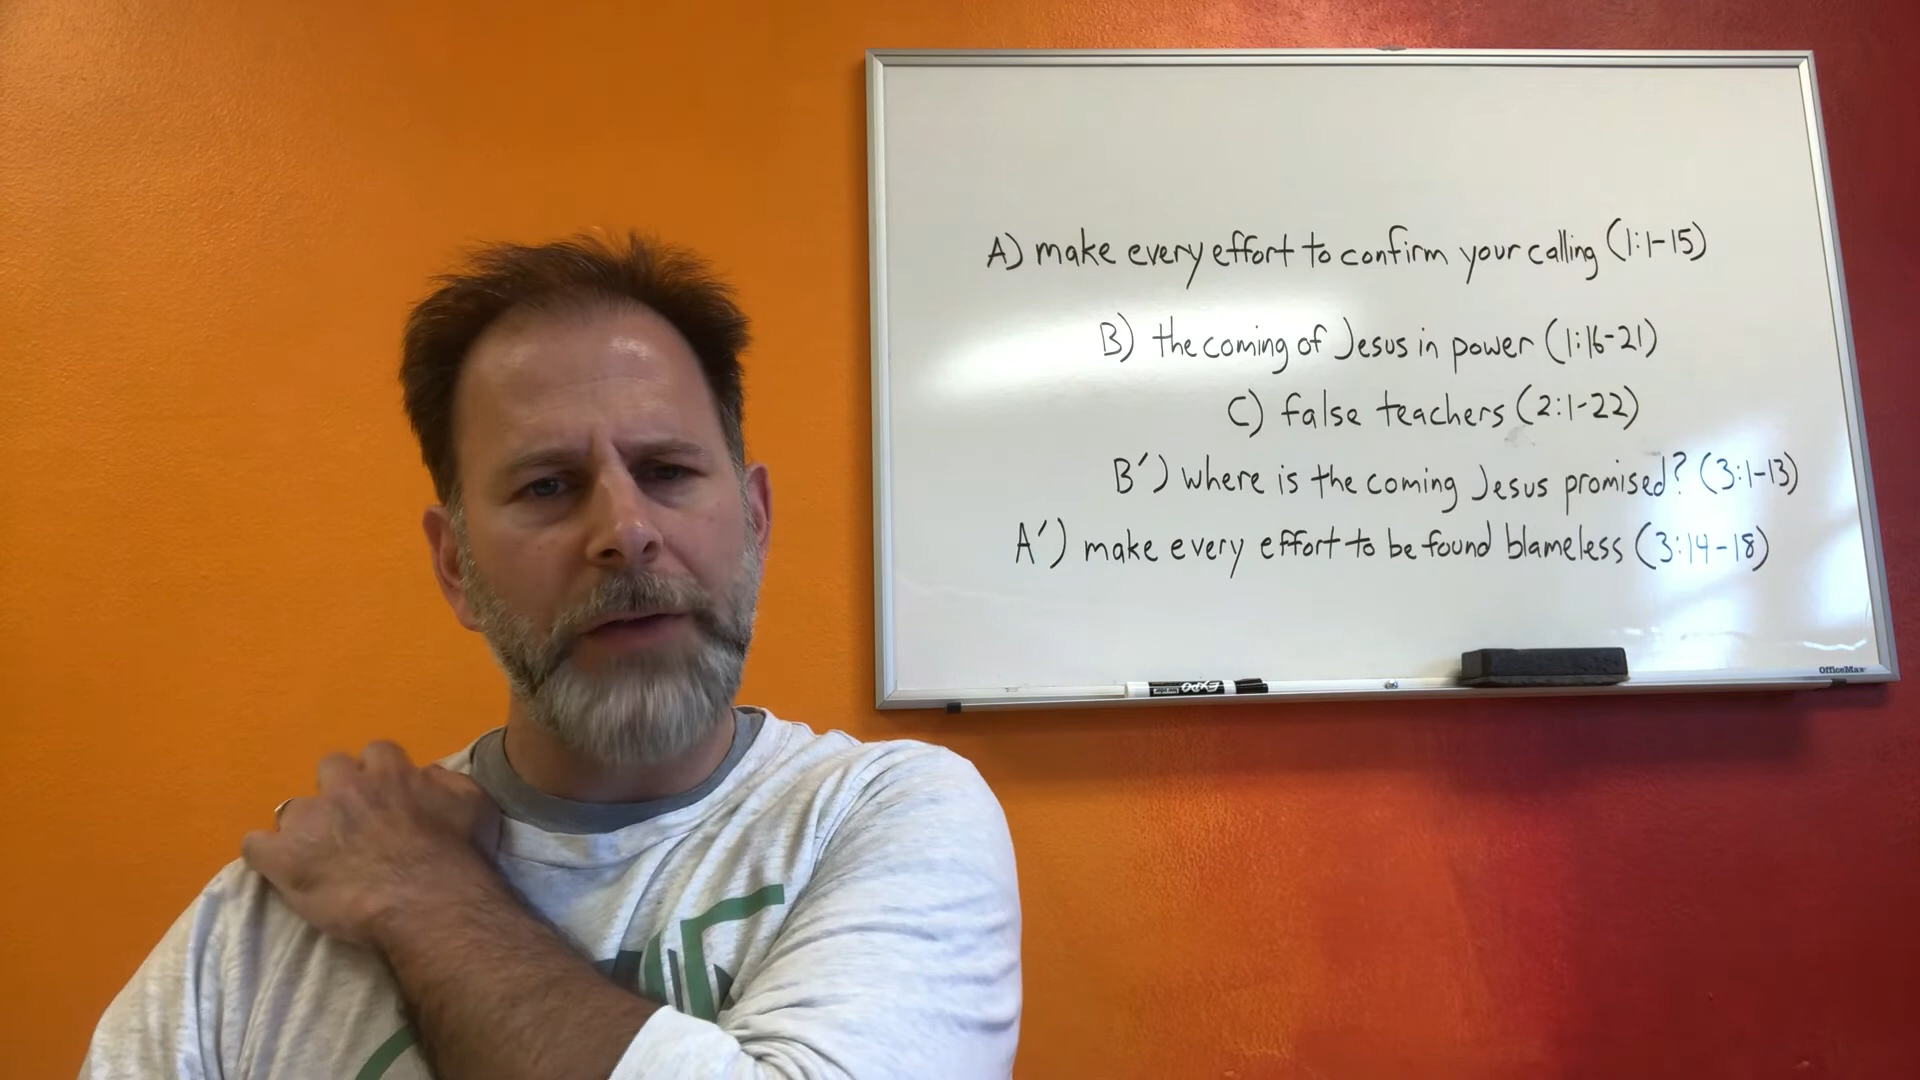 A) make every effort to confirm your calling (1:1-15)
B) the coming of Jesus in power (1:16-21)
C) false teachers (2:1-22)
B′) where is the coming Jesus promised? (3:1-13)
A′) make every effort to be found blameless (3:14-18)
OfficeMax
EXPO